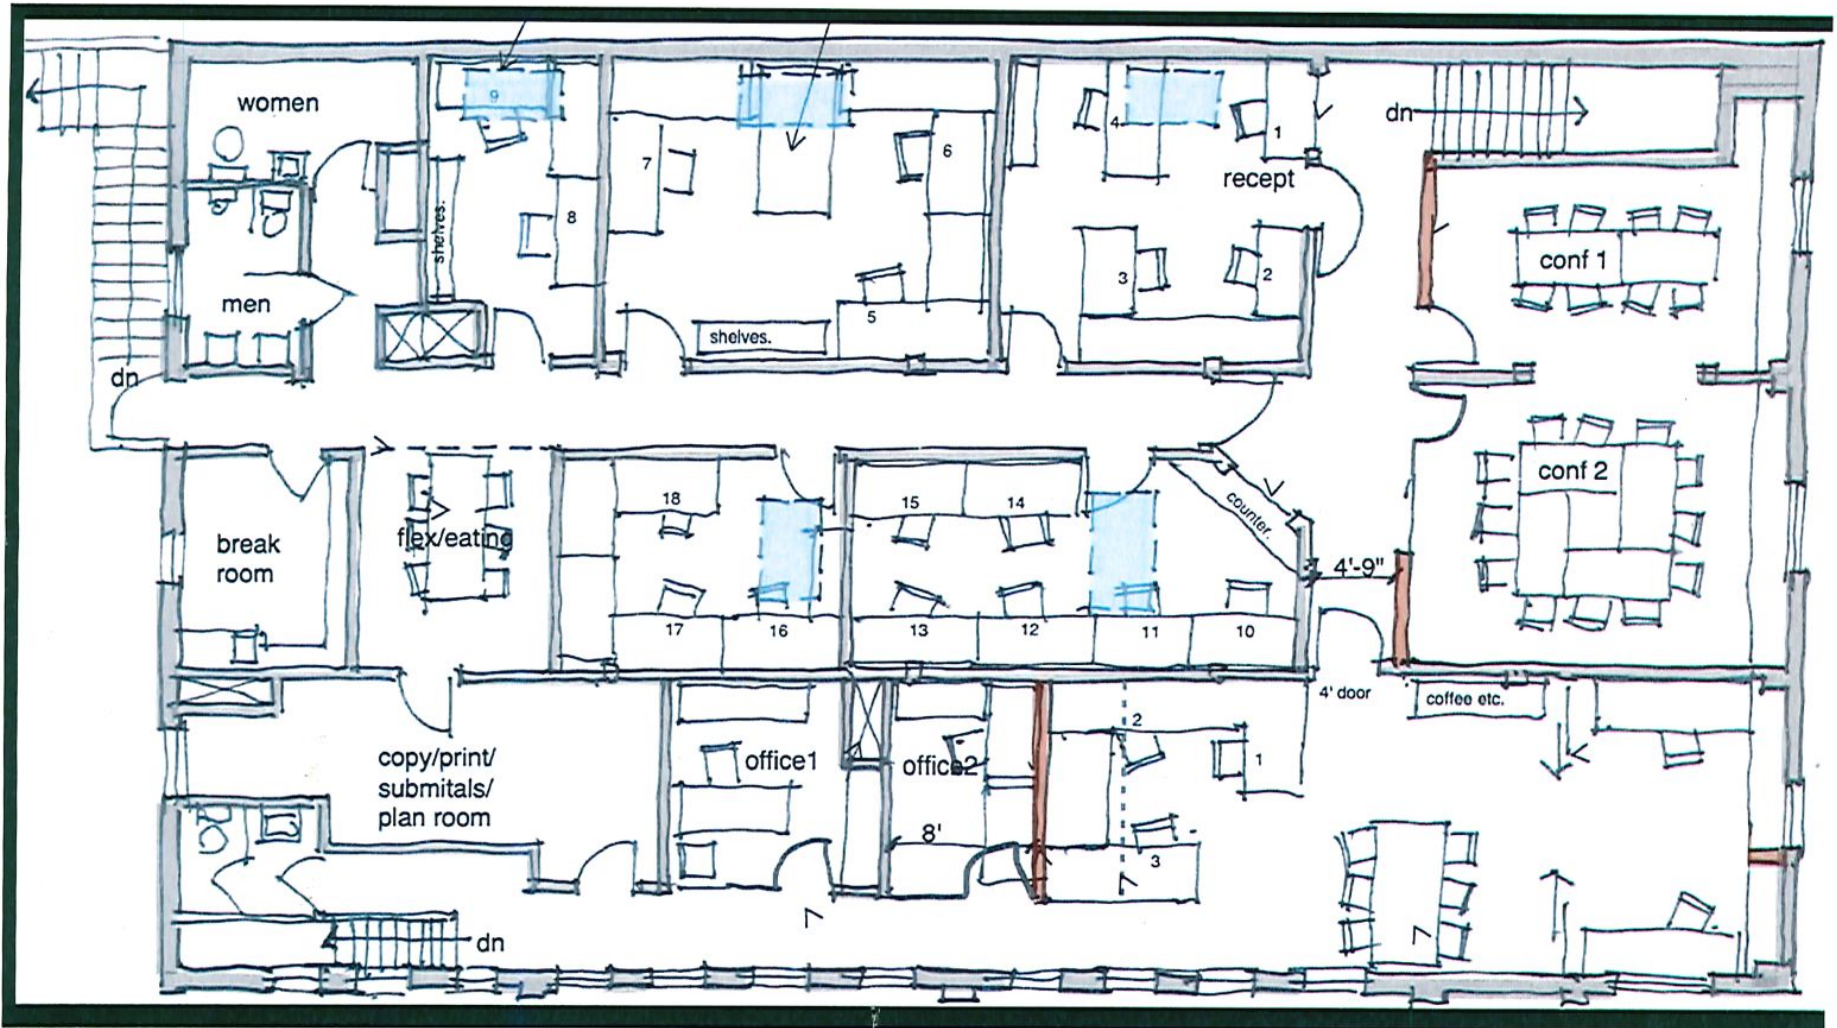 women
9
7
6
4
1
dn
recept
shelves.
8
conf 1
3
2
men
5
shelves.
dn
18
15
14
conf 2
counter.
break
room
flex/eating
4'-9"
17
16
13
12
11
10
4' door
coffee etc.
copy/print/
submitals/
plan room
office1
office2
2
1
8'
3
dn